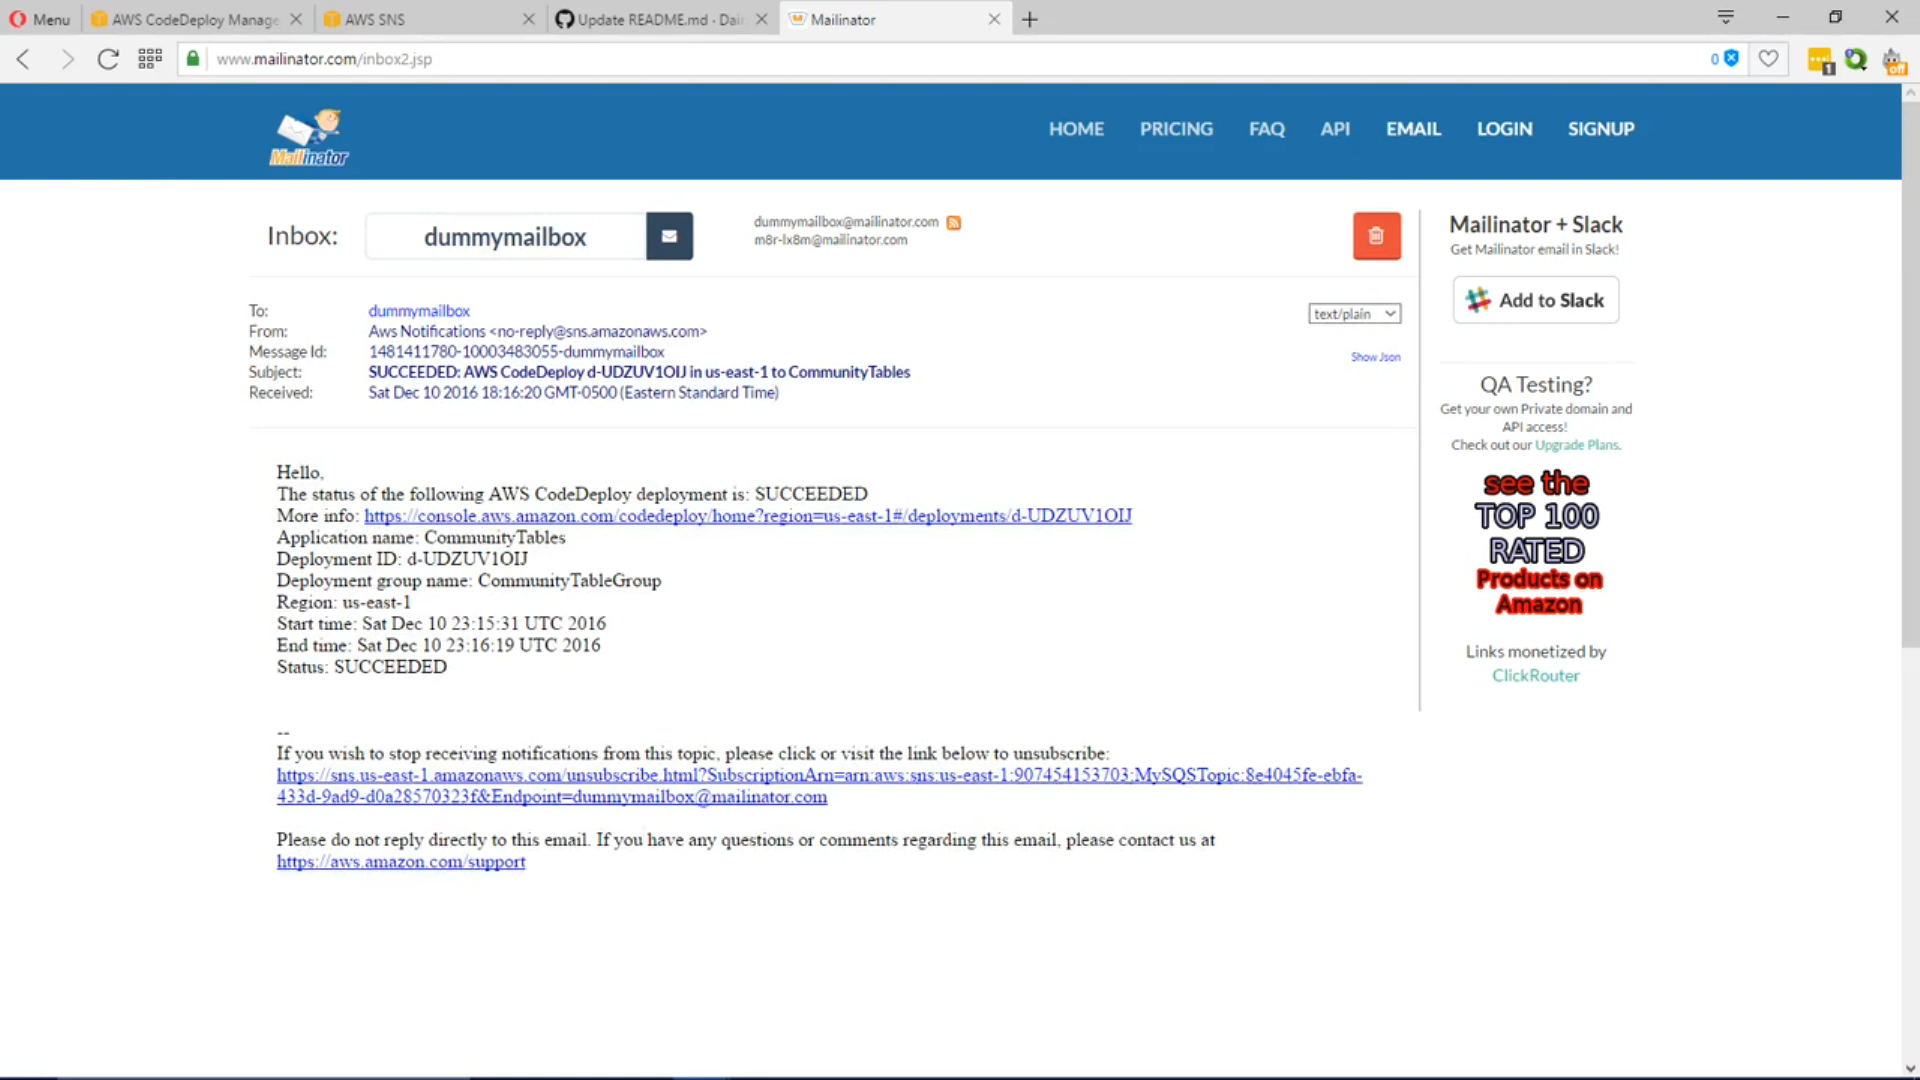 Menu
AWS CodeDeploy Manage
AWS SNS
Update README.md · Dai
Mailinator
www.mailinator.com/inbox2.jsp
0
1
off
Mailinator
HOME PRICING FAQ API EMAIL LOGIN SIGNUP
Inbox:
dummymailbox
dummymailbox@mailinator.com
m8r-lx8m@mailinator.com
To: dummymailbox
From: Aws Notifications <no-reply@sns.amazonaws.com>
Message Id: 1481411780-10003483055-dummymailbox
Subject: SUCCEEDED: AWS CodeDeploy d-UDZUV1OIJ in us-east-1 to CommunityTables
Received: Sat Dec 10 2016 18:16:20 GMT-0500 (Eastern Standard Time)
text/plain
Show Json
Hello,
The status of the following AWS CodeDeploy deployment is: SUCCEEDED
More info: https://console.aws.amazon.com/codedeploy/home?region=us-east-1#/deployments/d-UDZUV1OIJ
Application name: CommunityTables
Deployment ID: d-UDZUV1OIJ
Deployment group name: CommunityTableGroup
Region: us-east-1
Start time: Sat Dec 10 23:15:31 UTC 2016
End time: Sat Dec 10 23:16:19 UTC 2016
Status: SUCCEEDED
--
If you wish to stop receiving notifications from this topic, please click or visit the link below to unsubscribe:
https://sns.us-east-1.amazonaws.com/unsubscribe.html?SubscriptionArn=arn:aws:sns:us-east-1:907454153703:MySQSTopic:8e4045fe-ebfa-
433d-9ad9-d0a28570323f&Endpoint=dummymailbox@mailinator.com
Please do not reply directly to this email. If you have any questions or comments regarding this email, please contact us at
https://aws.amazon.com/support
Mailinator + Slack
Get Mailinator email in Slack!
Add to Slack
QA Testing?
Get your own Private domain and
API access!
Check out our Upgrade Plans.
see the
TOP 100
RATED
Products on
Amazon
Links monetized by
ClickRouter